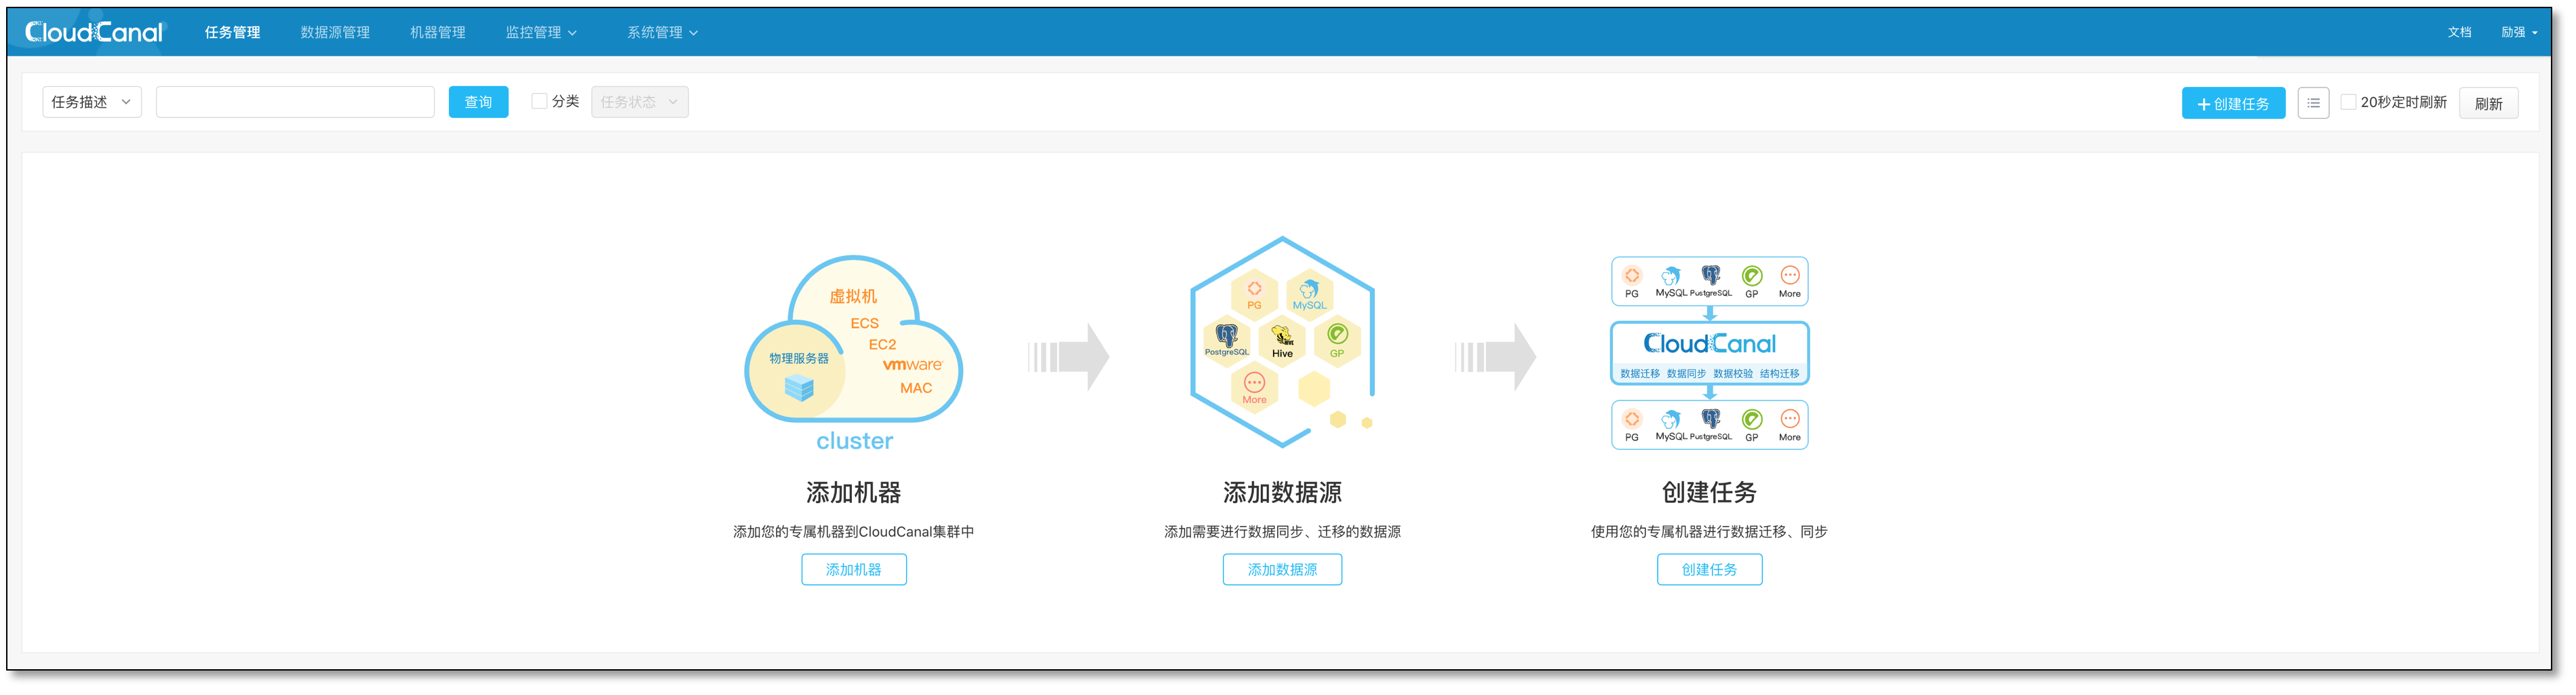 CloudCanal 任务管理 数据源管理 机器管理 监控管理 系统管理 文档 励强
任务描述 查询 分类 任务状态 创建任务 20秒定时刷新 刷新
虚拟机
ECS
EC2
vmware
MAC
物理服务器
cluster
添加机器
添加您的专属机器到CloudCanal集群中
添加机器
PG MySQL
PostgreSQL Hive GP
More
添加数据源
添加需要进行数据同步、迁移的数据源
添加数据源
PG MySQL PostgreSQL GP More
CloudCanal
数据迁移 数据同步 数据校验 结构迁移
PG MySQL PostgreSQL GP More
创建任务
使用您的专属机器进行数据迁移、同步
创建任务